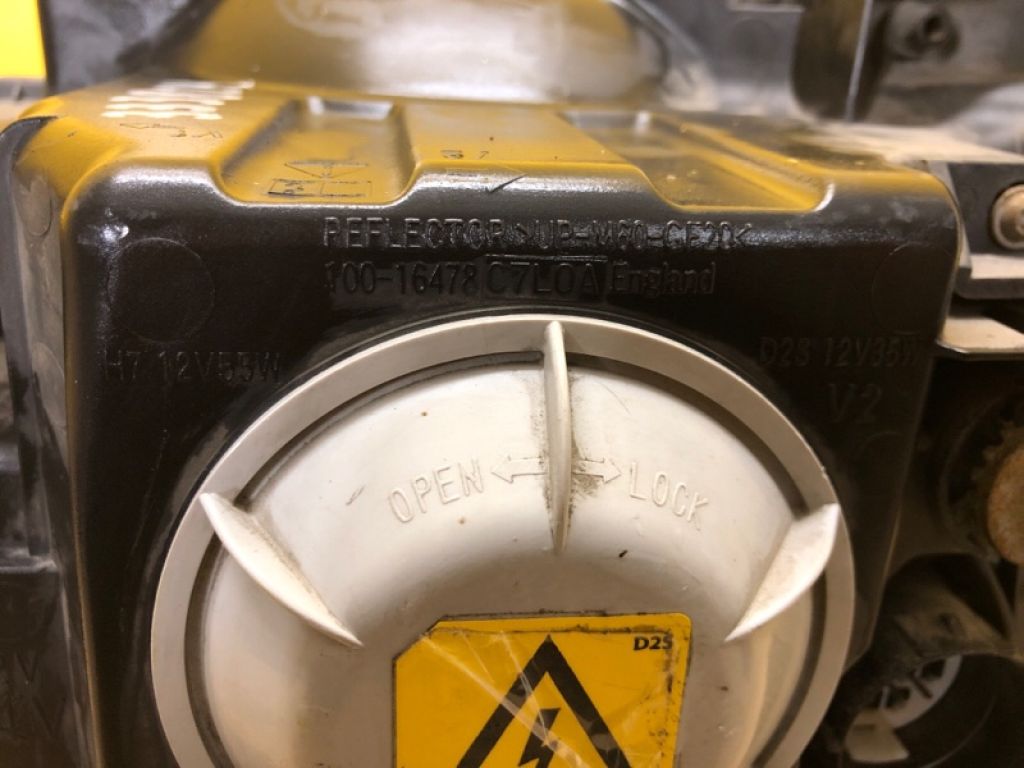 REFLECTOR >UP-M60-GF20<
100-16478 C7LOA England
H7 12V55W
D2S 12V35W
V2
OPEN LOCK
D2S